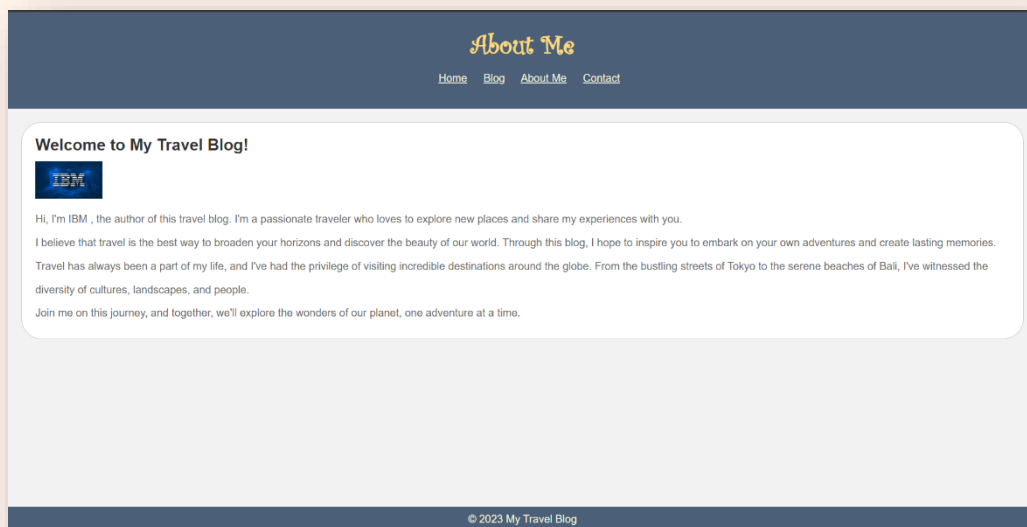 About Me
Home Blog About Me Contact
Welcome to My Travel Blog!
IBM
Hi, I'm IBM , the author of this travel blog. I'm a passionate traveler who loves to explore new places and share my experiences with you.
I believe that travel is the best way to broaden your horizons and discover the beauty of our world. Through this blog, I hope to inspire you to embark on your own adventures and create lasting memories.
Travel has always been a part of my life, and I've had the privilege of visiting incredible destinations around the globe. From the bustling streets of Tokyo to the serene beaches of Bali, I've witnessed the
diversity of cultures, landscapes, and people.
Join me on this journey, and together, we'll explore the wonders of our planet, one adventure at a time.
© 2023 My Travel Blog